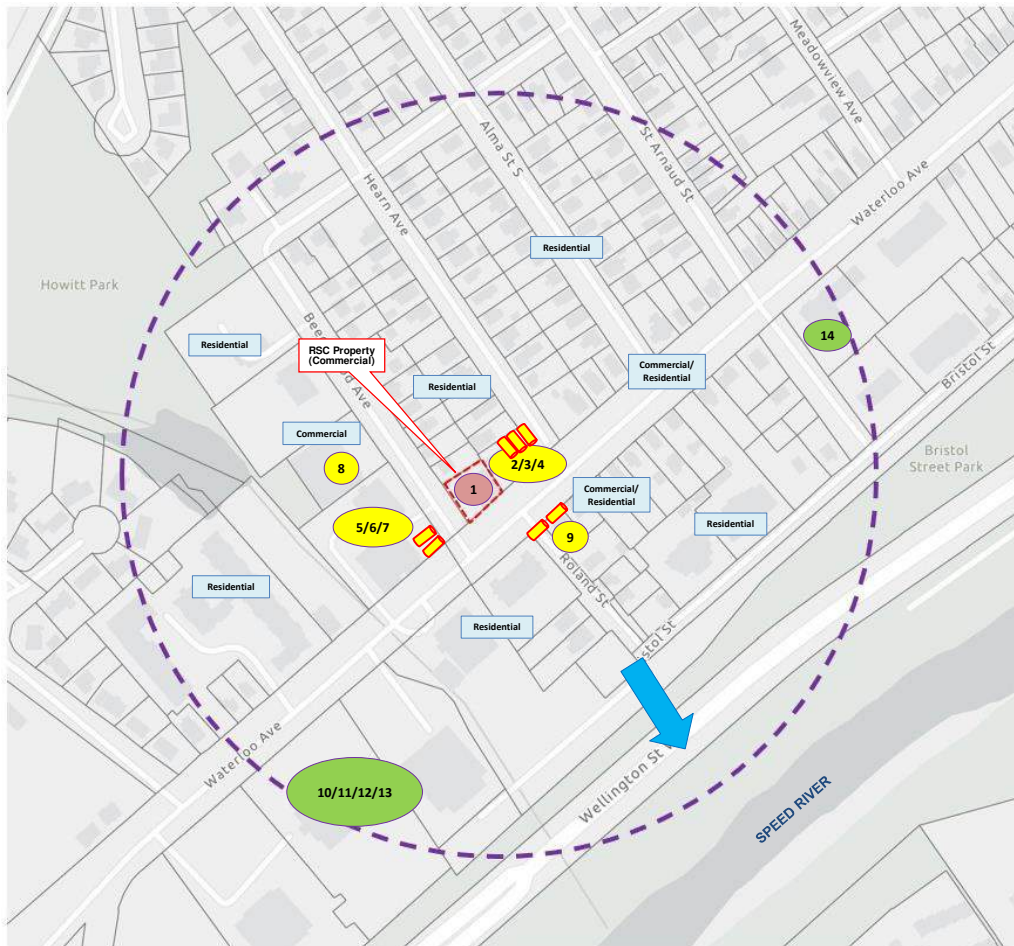 Meadowview Ave
Alma St S
St Arnaud St
Hearn Ave
Waterloo Ave
Residential
Howitt Park
14
Residential
RSC Property
(Commercial)
Commercial/
Residential
Bristol St
Residential
Commercial
Bristol
Street Park
8
2/3/4
1
Commercial/
Residential
5/6/7
Residential
9
Roland St
Residential
Residential
Waterloo Ave
Wellington St
10/11/12/13
SPEED RIVER